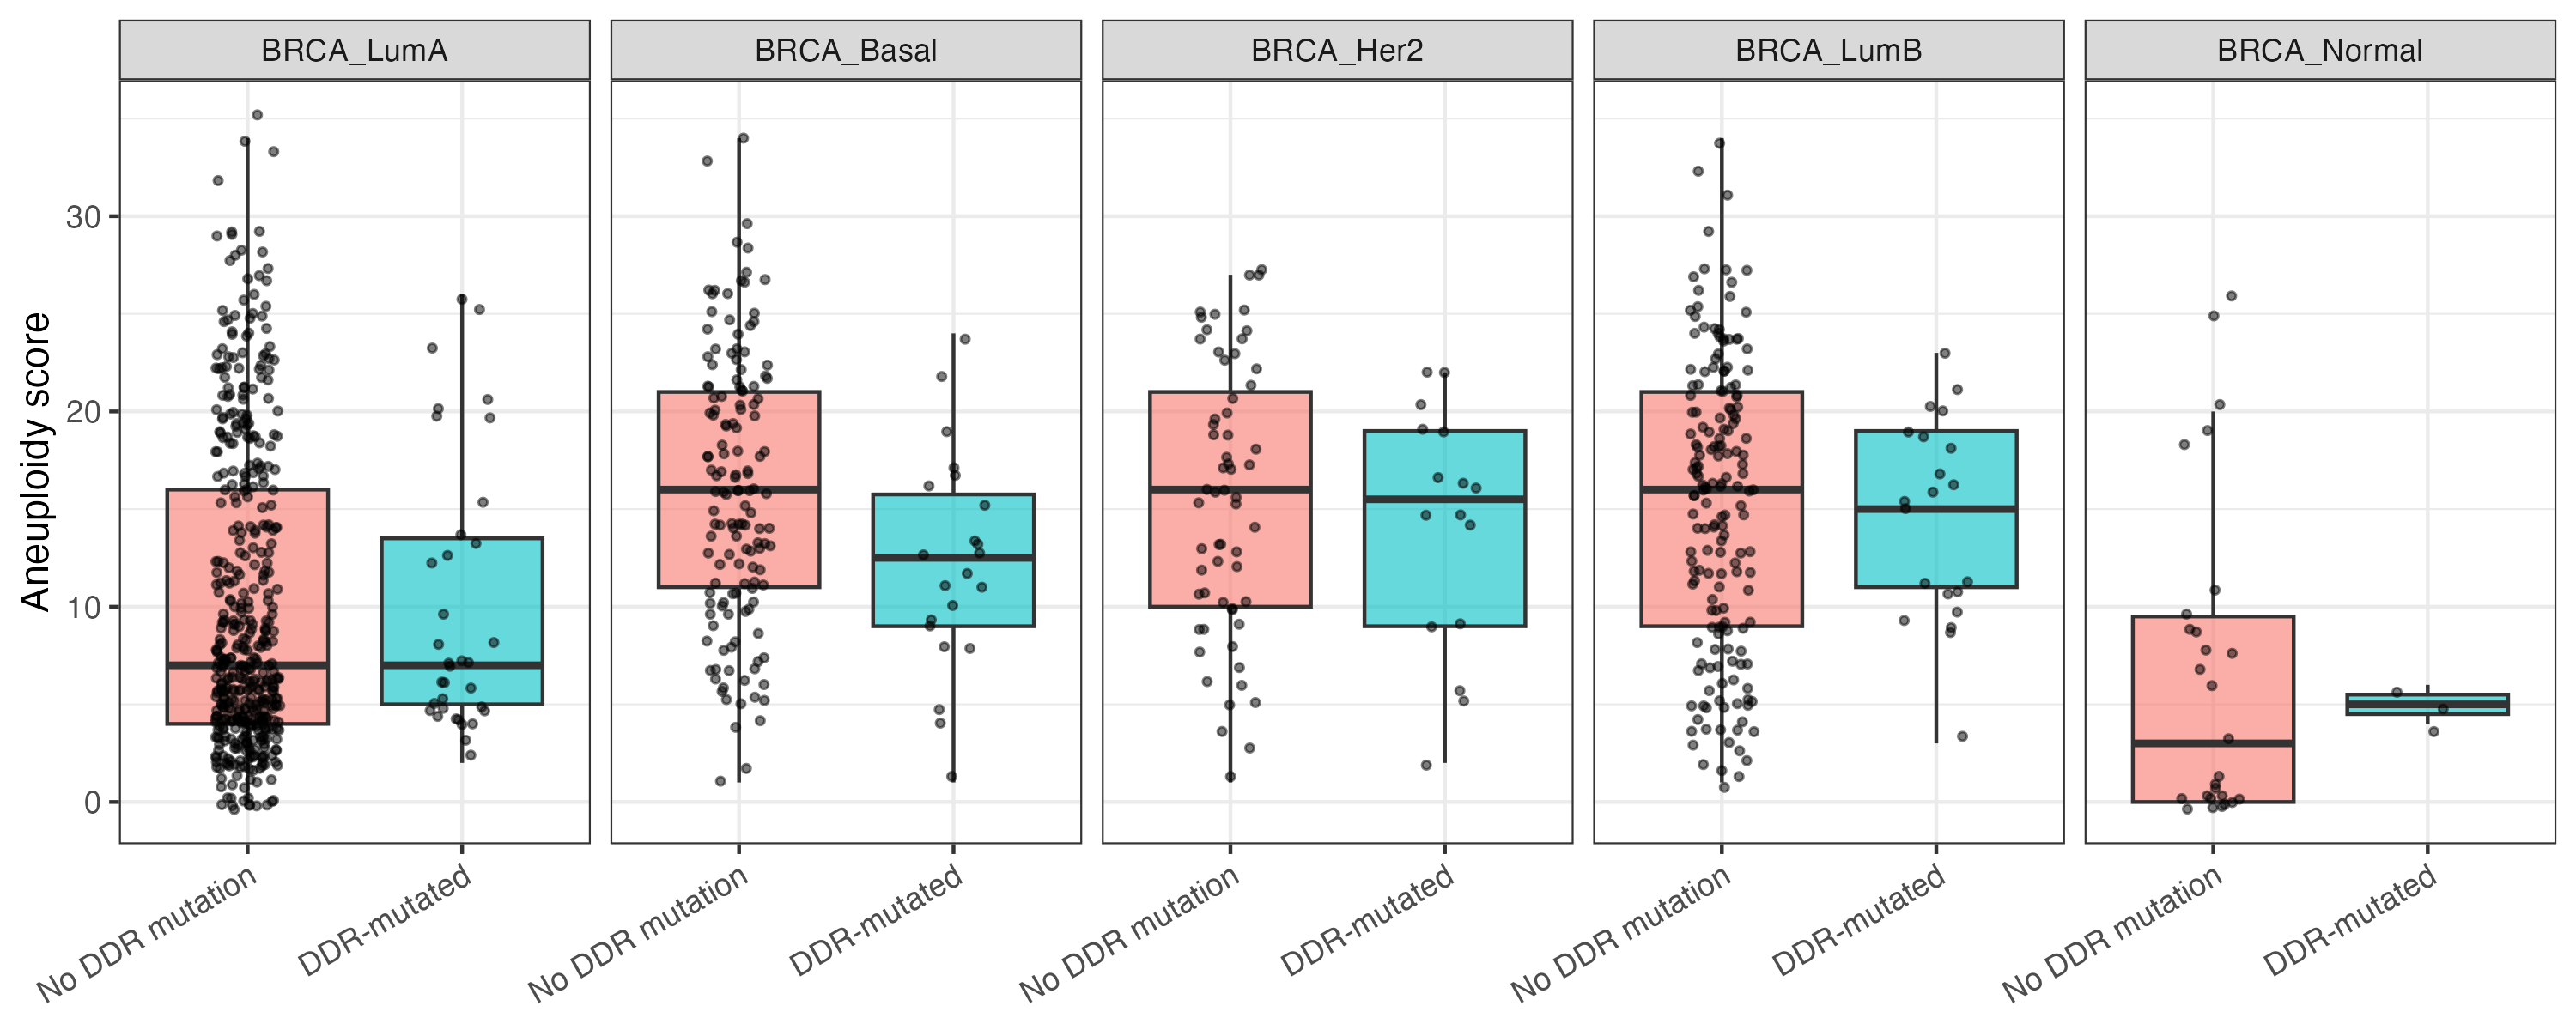 BRCA_LumA
BRCA_Basal
BRCA_Her2
BRCA_LumB
BRCA_Normal
Aneuploidy score
30
20
10
0
No DDR mutation
DDR-mutated
No DDR mutation
DDR-mutated
No DDR mutation
DDR-mutated
No DDR mutation
DDR-mutated
No DDR mutation
DDR-mutated